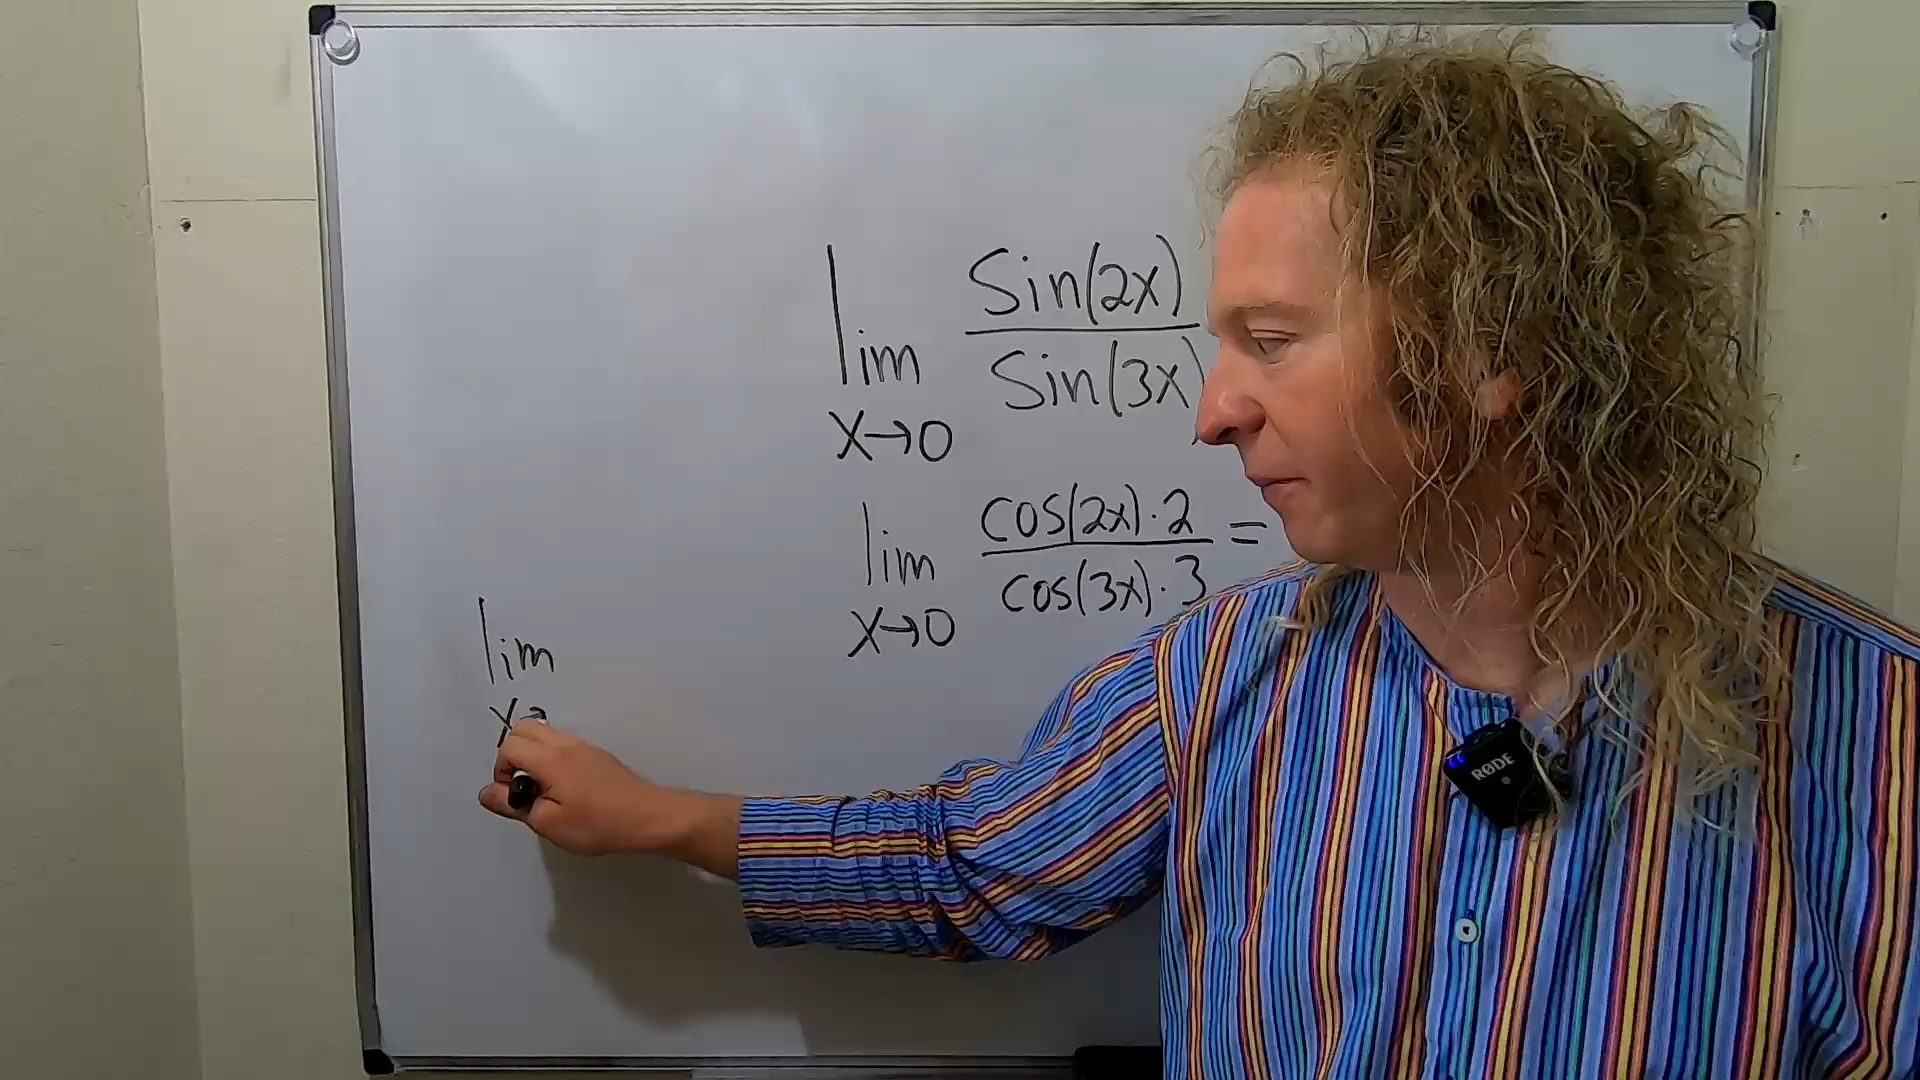 lim Sin(2x)
x→0 Sin(3x)
lim cos(2x)·2 =
x→0 cos(3x)·3
lim
x→
RØDE